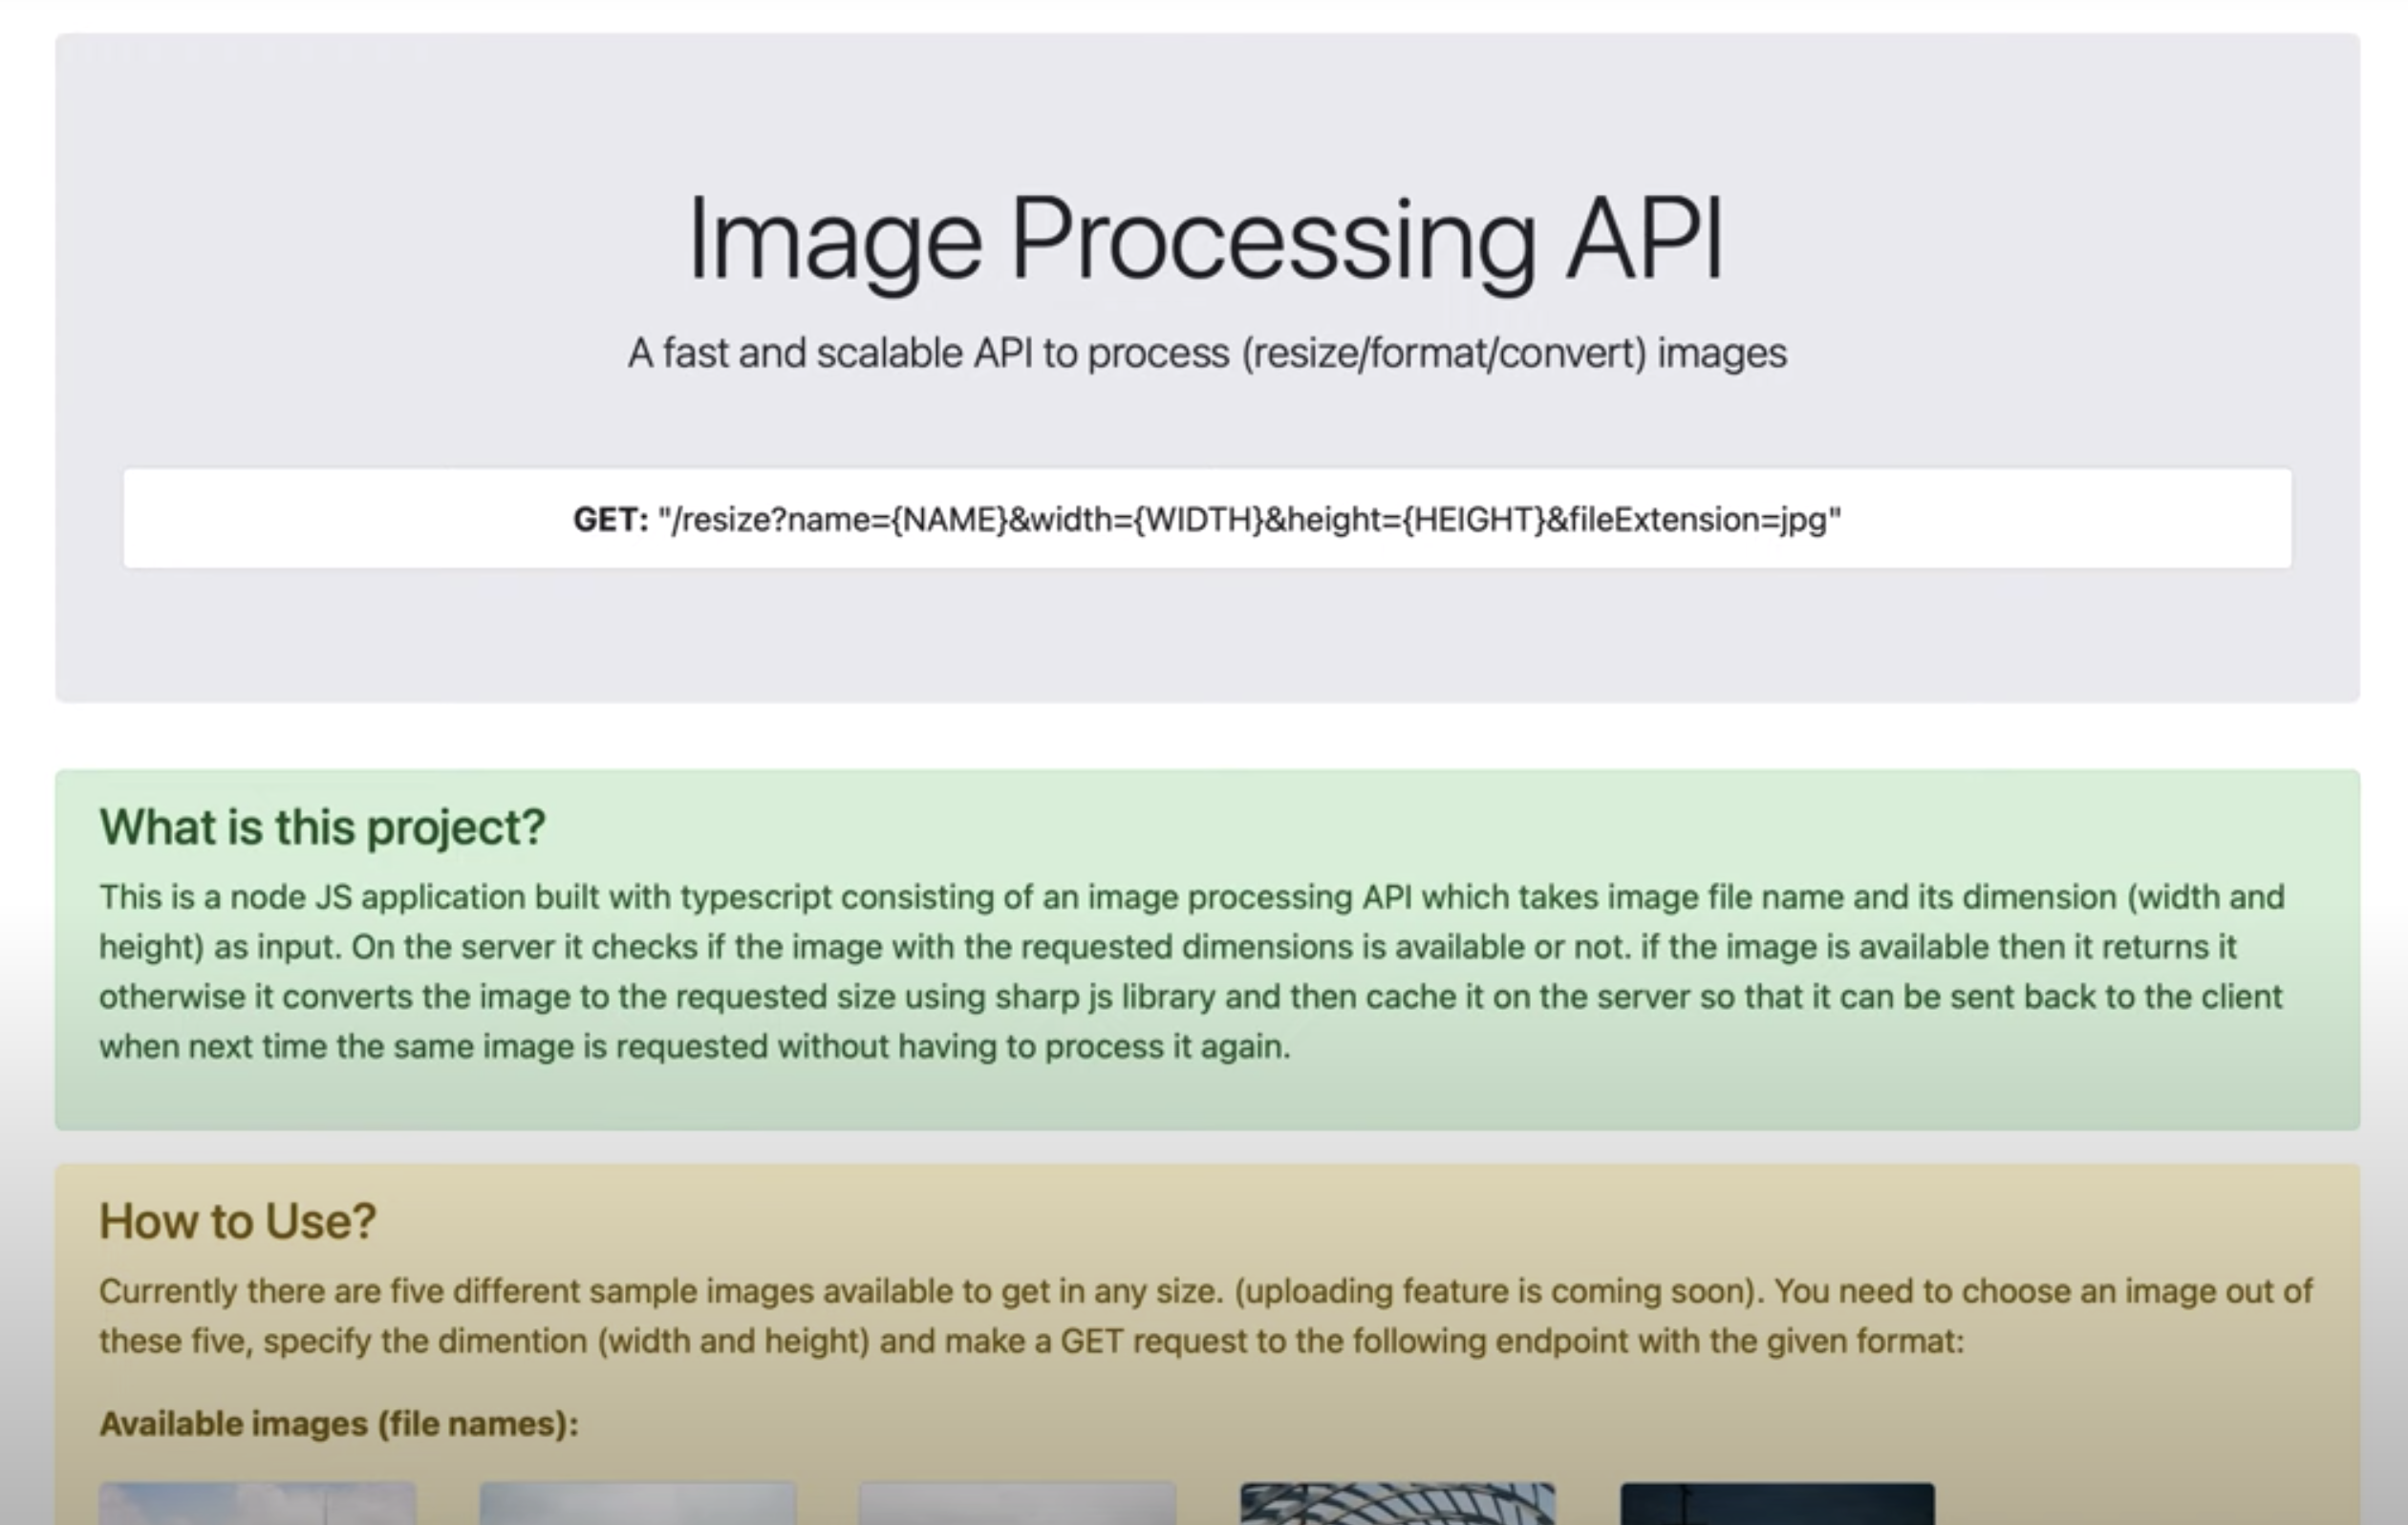 Image Processing API
A fast and scalable API to process (resize/format/convert) images
GET: "/resize?name={NAME}&width={WIDTH}&height={HEIGHT}&fileExtension=jpg"
What is this project?
This is a node JS application built with typescript consisting of an image processing API which takes image file name and its dimension (width and
height) as input. On the server it checks if the image with the requested dimensions is available or not. if the image is available then it returns it
otherwise it converts the image to the requested size using sharp js library and then cache it on the server so that it can be sent back to the client
when next time the same image is requested without having to process it again.
How to Use?
Currently there are five different sample images available to get in any size. (uploading feature is coming soon). You need to choose an image out of
these five, specify the dimention (width and height) and make a GET request to the following endpoint with the given format:
Available images (file names):